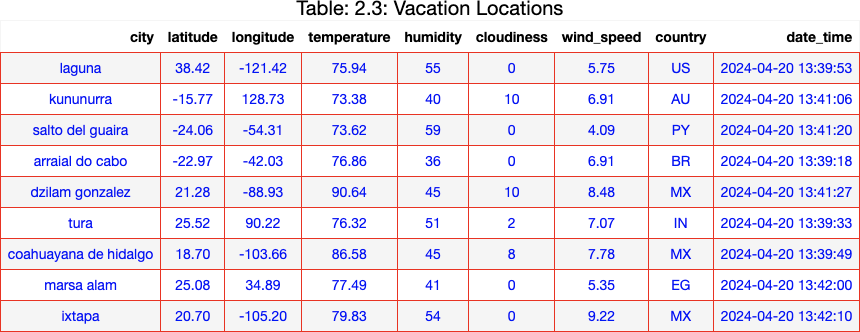 Table: 2.3: Vacation Locations
city latitude longitude temperature humidity cloudiness wind_speed country date_time
laguna 38.42 -121.42 75.94 55 0 5.75 US 2024-04-20 13:39:53
kununurra -15.77 128.73 73.38 40 10 6.91 AU 2024-04-20 13:41:06
salto del guaira -24.06 -54.31 73.62 59 0 4.09 PY 2024-04-20 13:41:20
arraial do cabo -22.97 -42.03 76.86 36 0 6.91 BR 2024-04-20 13:39:18
dzilam gonzalez 21.28 -88.93 90.64 45 10 8.48 MX 2024-04-20 13:41:27
tura 25.52 90.22 76.32 51 2 7.07 IN 2024-04-20 13:39:33
coahuayana de hidalgo 18.70 -103.66 86.58 45 8 7.78 MX 2024-04-20 13:39:49
marsa alam 25.08 34.89 77.49 41 0 5.35 EG 2024-04-20 13:42:00
ixtapa 20.70 -105.20 79.83 54 0 9.22 MX 2024-04-20 13:42:10